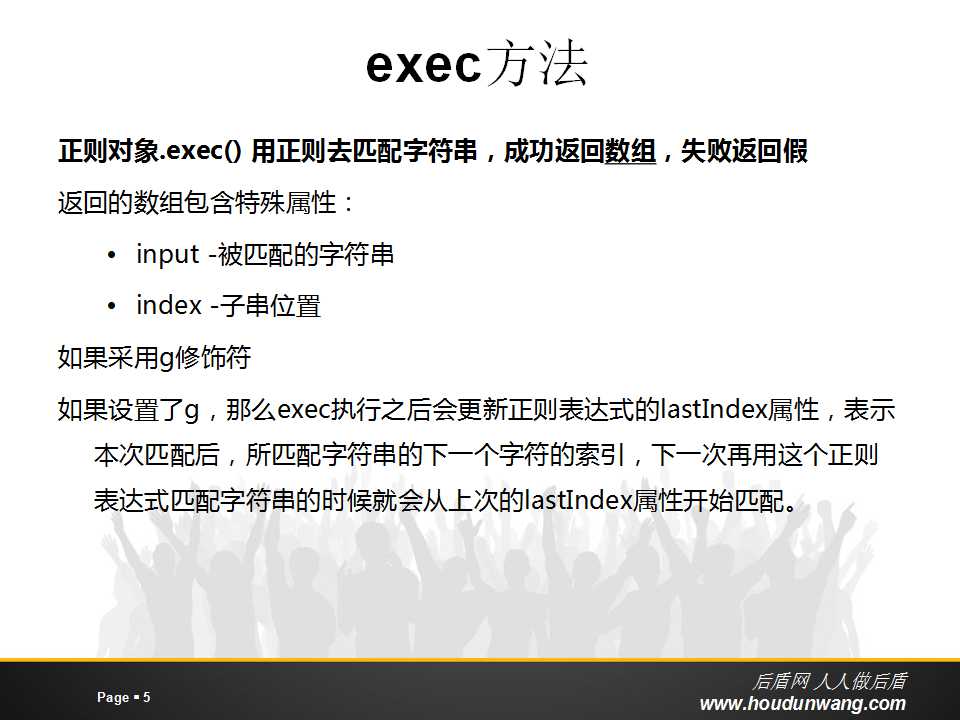 exec方法
正则对象.exec() 用正则去匹配字符串，成功返回数组，失败返回假
返回的数组包含特殊属性：
• input -被匹配的字符串
• index -子串位置
如果采用g修饰符
如果设置了g，那么exec执行之后会更新正则表达式的lastIndex属性，表示
本次匹配后，所匹配字符串的下一个字符的索引，下一次再用这个正则
表达式匹配字符串的时候就会从上次的lastIndex属性开始匹配。
Page ▪ 5
后盾网 人人做后盾
www.houdunwang.com